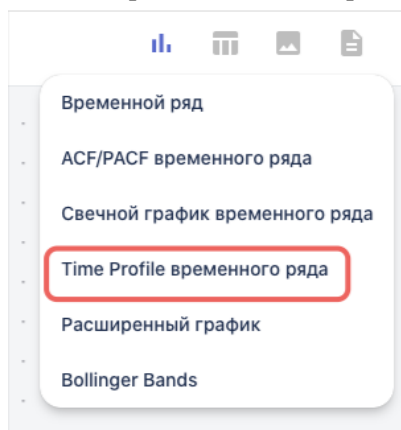 Временной ряд
ACF/PACF временного ряда
Свечной график временного ряда
Time Profile временного ряда
Расширенный график
Bollinger Bands